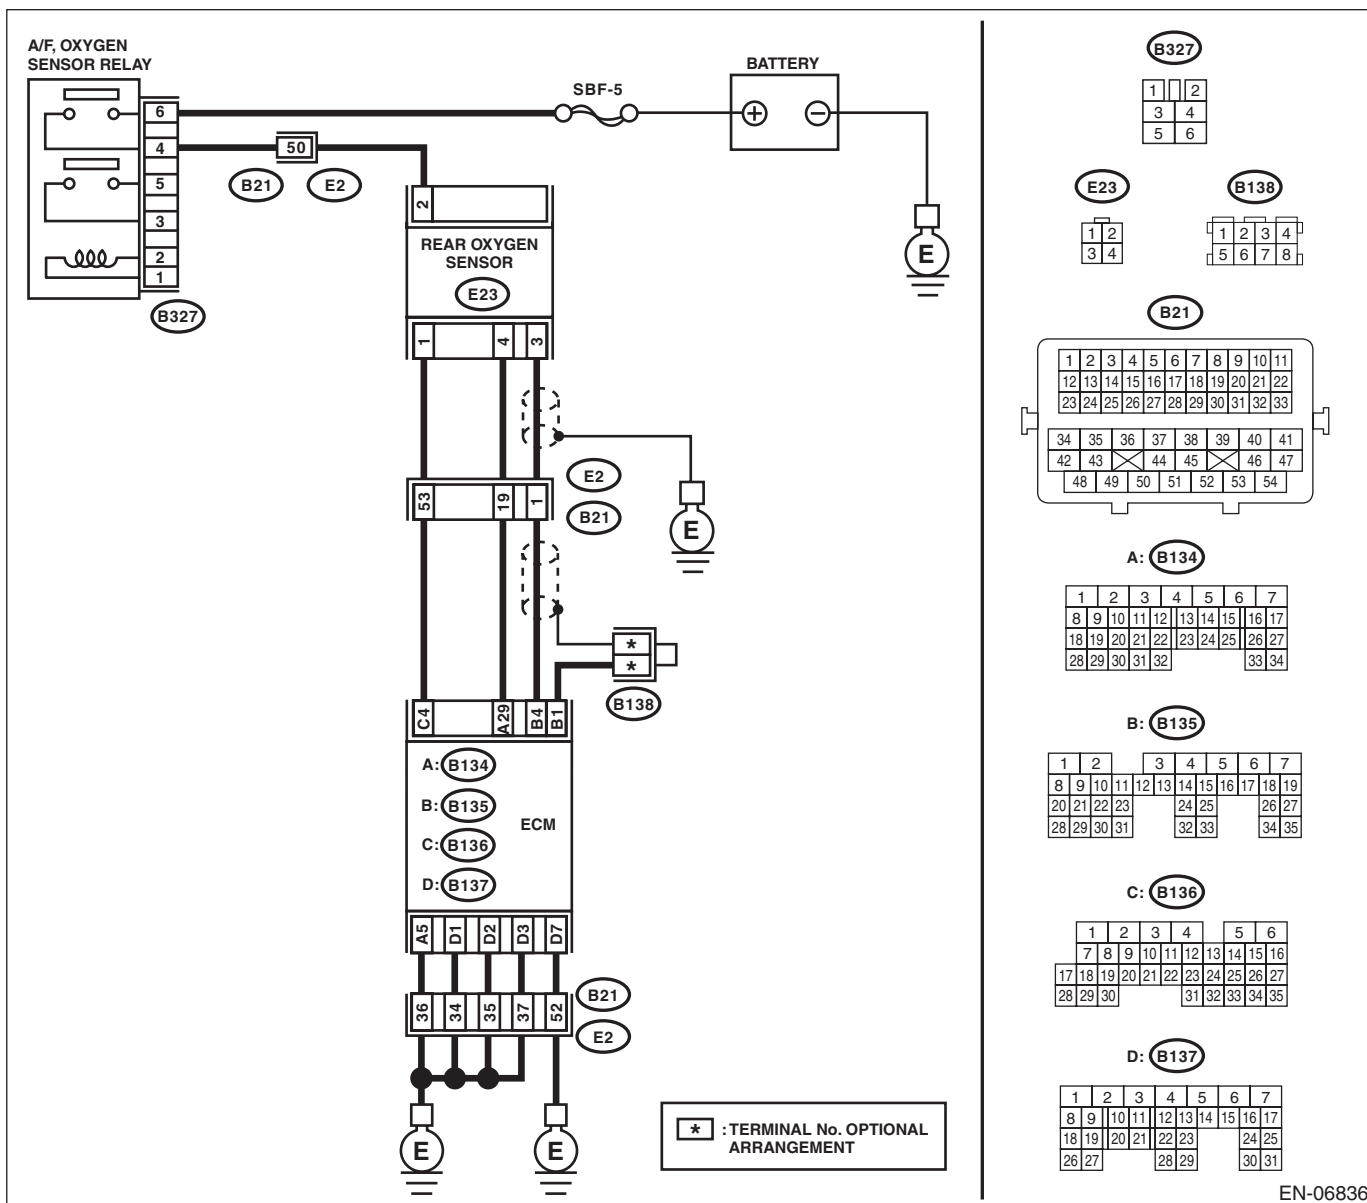 A/F, OXYGEN
SENSOR RELAY
6
4
5
3
2
1
B327
50
B21
E2
SBF-5
BATTERY
+
−
E
2
REAR OXYGEN
SENSOR
E23
1
4
3
E2
B21
53
19
1
E
*
*
B138
C4
A29
B4
B1
A: B134
B: B135
C: B136
D: B137
ECM
A5
D1
D2
D3
D7
B21
E2
36
34
35
37
52
E
E
* : TERMINAL No. OPTIONAL
ARRANGEMENT
B327
1 2
3 4
5 6
E23
1 2
3 4
B138
1 2 3 4
5 6 7 8
B21
1 2 3 4 5 6 7 8 9 10 11
12 13 14 15 16 17 18 19 20 21 22
23 24 25 26 27 28 29 30 31 32 33
34 35 36 37 38 39 40 41
42 43 44 45 46 47
48 49 50 51 52 53 54
A: B134
1 2 3 4 5 6 7
8 9 10 11 12 13 14 15 16 17
18 19 20 21 22 23 24 25 26 27
28 29 30 31 32 33 34
B: B135
1 2 3 4 5 6 7
8 9 10 11 12 13 14 15 16 17 18 19
20 21 22 23 24 25 26 27
28 29 30 31 32 33 34 35
C: B136
1 2 3 4 5 6
7 8 9 10 11 12 13 14 15 16
17 18 19 20 21 22 23 24 25 26 27
28 29 30 31 32 33 34 35
D: B137
1 2 3 4 5 6 7
8 9 10 11 12 13 14 15 16 17
18 19 20 21 22 23 24 25
26 27 28 29 30 31
EN-06836